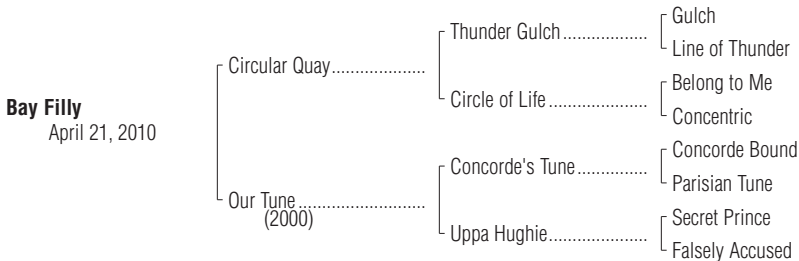 Gulch
Thunder Gulch..................
Line of Thunder
Circular Quay....................
Belong to Me
Circle of Life .....................
Concentric
Bay Filly
April 21, 2010
Concorde Bound
Concorde's Tune...............
Parisian Tune
Our Tune...........................
(2000)
Secret Prince
Uppa Hughie.....................
Falsely Accused